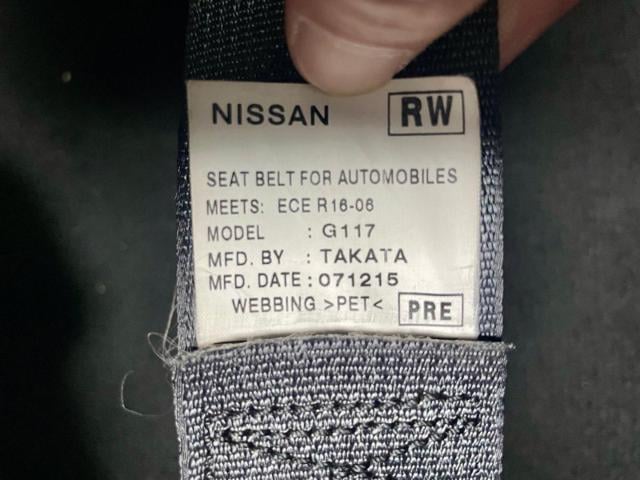 NISSAN RW
SEAT BELT FOR AUTOMOBILES
MEETS: ECE R16-06
MODEL : G117
MFD. BY : TAKATA
MFD. DATE : 071215
WEBBING >PET< PRE